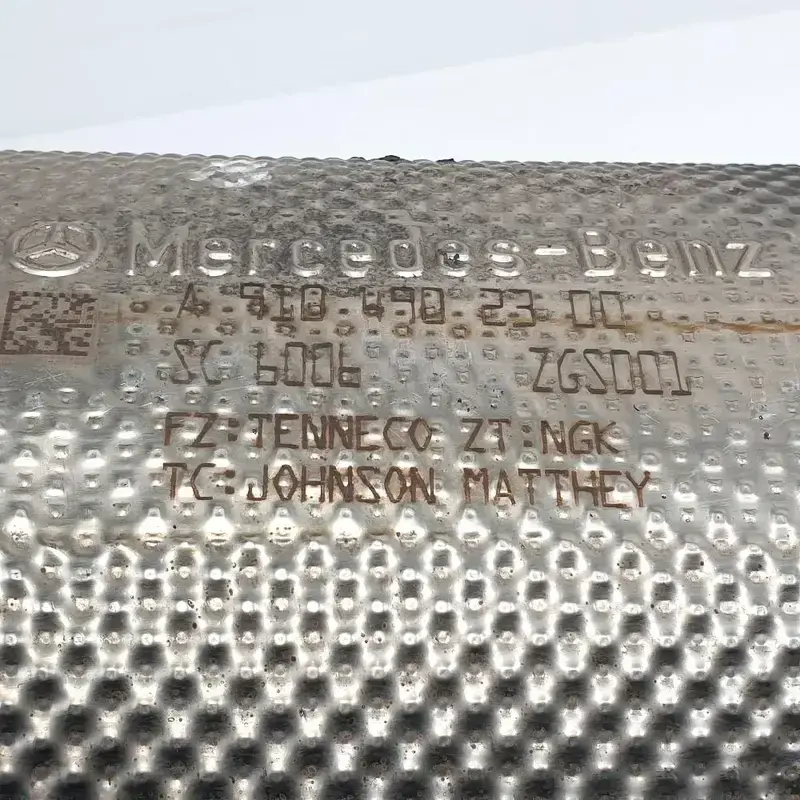 Mercedes-Benz
A 910 490 23 00
SC 6006 ZGS001
FZ:TENNECO ZT:NGK
TC:JOHNSON MATTHEY